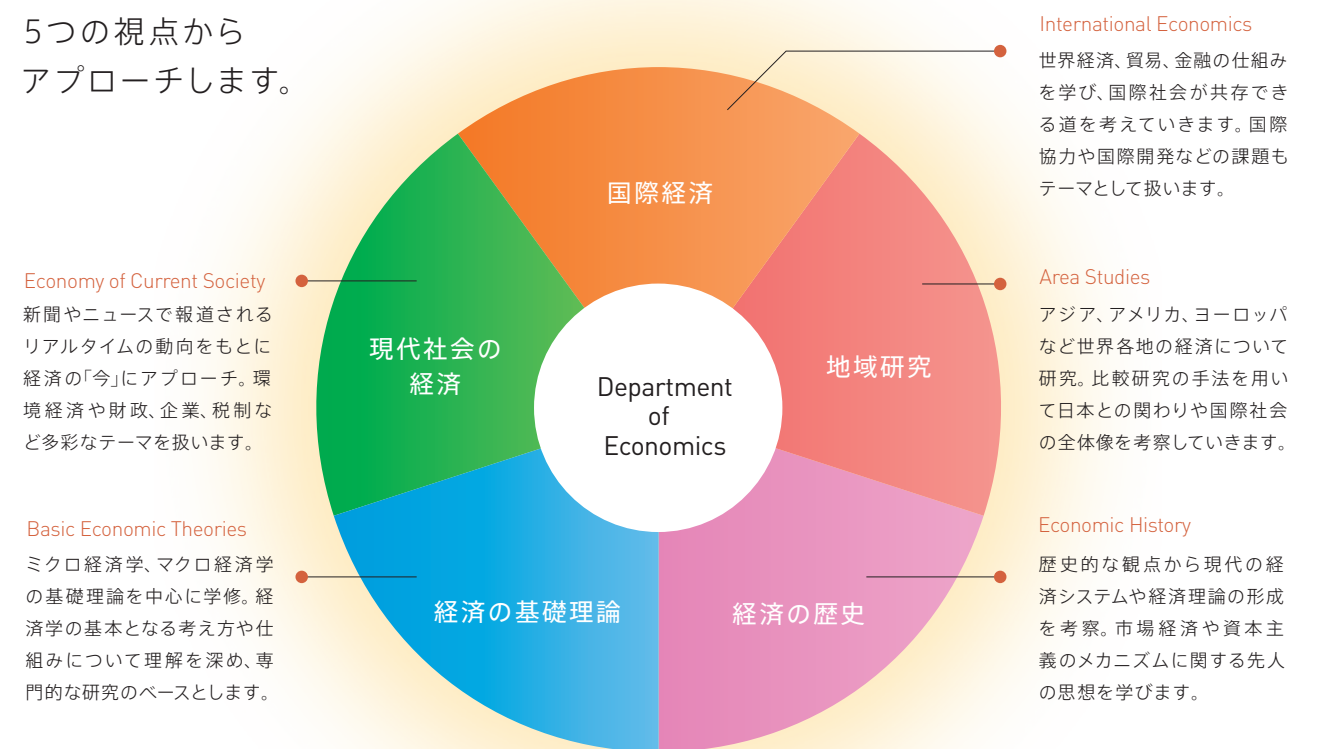 5つの視点から
アプローチします。
International Economics
世界経済、貿易、金融の仕組み
を学び、国際社会が共存でき
る道を考えていきます。国際
協力や国際開発などの課題も
テーマとして扱います。
国際経済
Economy of Current Society
新聞やニュースで報道される
リアルタイムの動向をもとに
経済の「今」にアプローチ。環
境経済や財政、企業、税制な
ど多彩なテーマを扱います。
現代社会の
経済
Department
of
Economics
地域研究
Area Studies
アジア、アメリカ、ヨーロッパ
など世界各地の経済について
研究。比較研究の手法を用い
て日本との関わりや国際社会
の全体像を考察していきます。
Basic Economic Theories
ミクロ経済学、マクロ経済学
の基礎理論を中心に学修。経
済学の基本となる考え方や仕
組みについて理解を深め、専
門的な研究のベースとします。
経済の基礎理論
経済の歴史
Economic History
歴史的な観点から現代の経
済システムや経済理論の形成
を考察。市場経済や資本主
義のメカニズムに関する先人
の思想を学びます。